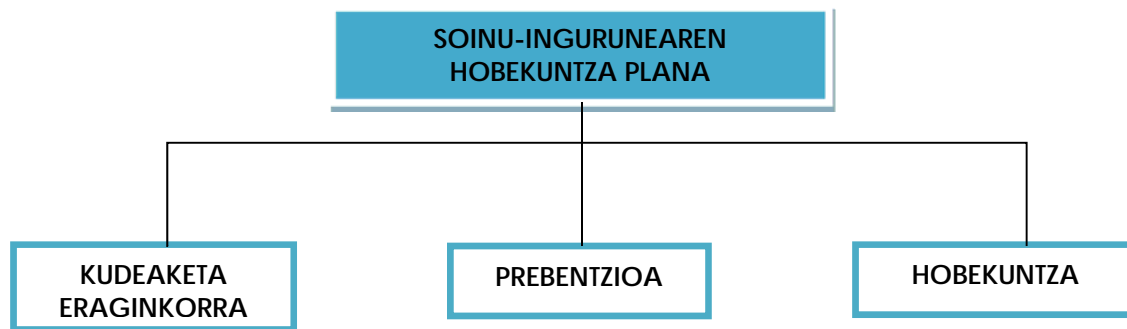 SOINU-INGURUNEAREN
HOBEKUNTZA PLANA
KUDEAKETA
ERAGINKORRA
PREBENTZIOA
HOBEKUNTZA